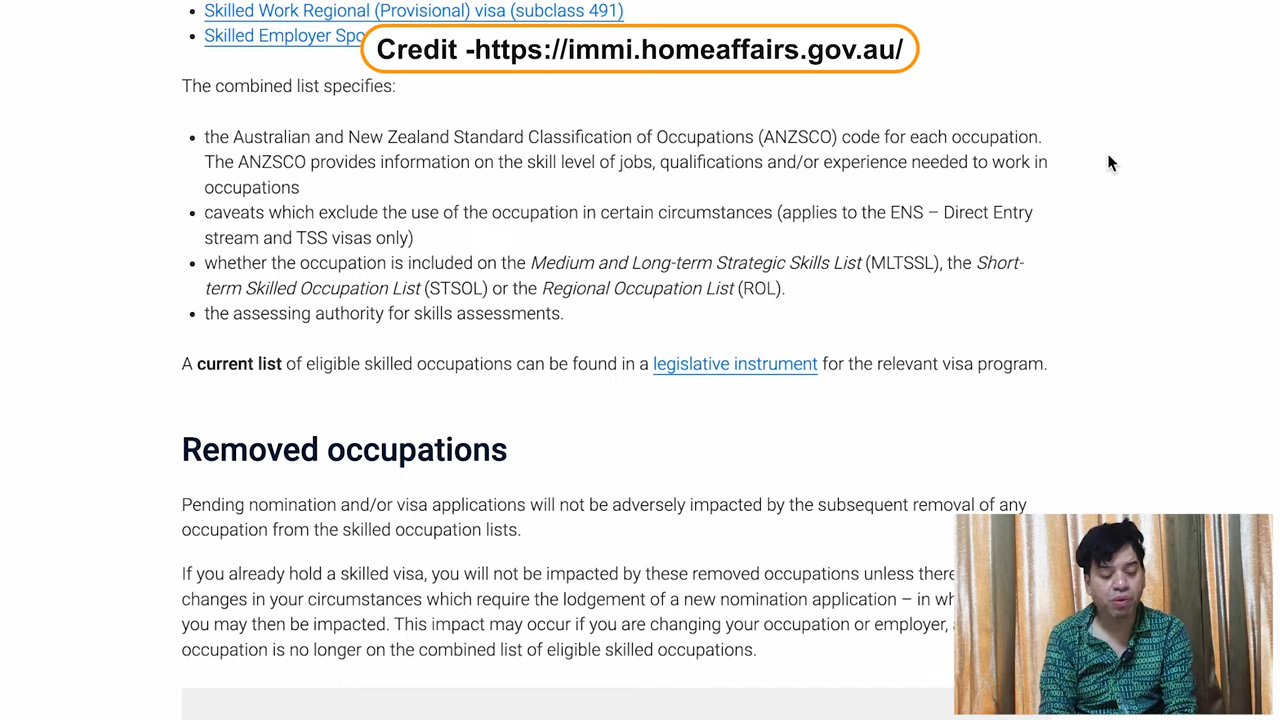 Skilled Work Regional (Provisional) visa (subclass 491)
Skilled Employer Spo
Credit -https://immi.homeaffairs.gov.au/
The combined list specifies:
the Australian and New Zealand Standard Classification of Occupations (ANZSCO) code for each occupation.
The ANZSCO provides information on the skill level of jobs, qualifications and/or experience needed to work in
occupations
caveats which exclude the use of the occupation in certain circumstances (applies to the ENS – Direct Entry
stream and TSS visas only)
whether the occupation is included on the Medium and Long-term Strategic Skills List (MLTSSL), the Short-
term Skilled Occupation List (STSOL) or the Regional Occupation List (ROL).
the assessing authority for skills assessments.
A current list of eligible skilled occupations can be found in a legislative instrument for the relevant visa program.
Removed occupations
Pending nomination and/or visa applications will not be adversely impacted by the subsequent removal of any
occupation from the skilled occupation lists.
If you already hold a skilled visa, you will not be impacted by these removed occupations unless there
changes in your circumstances which require the lodgement of a new nomination application – in
you may then be impacted. This impact may occur if you are changing your occupation or employer,
occupation is no longer on the combined list of eligible skilled occupations.